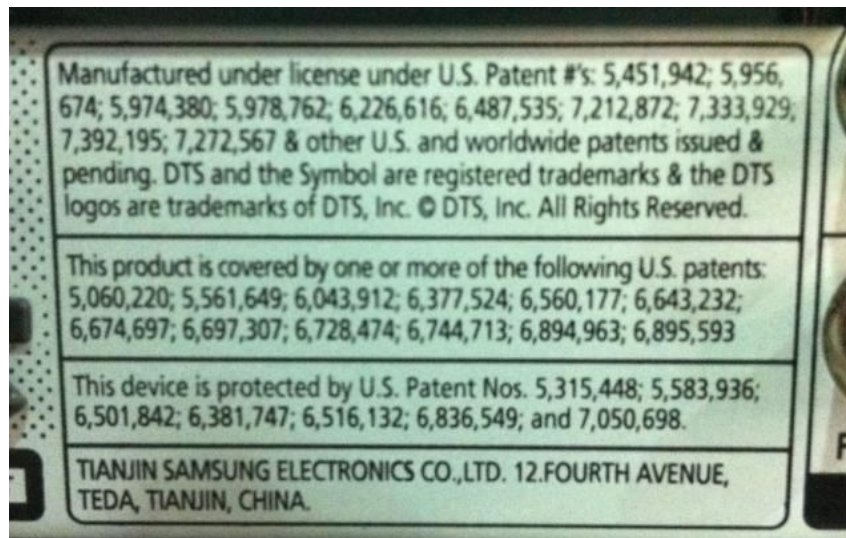 Manufactured under license under U.S. Patent #'s: 5,451,942; 5,956,
674; 5,974,380; 5,978,762; 6,226,616; 6,487,535; 7,212,872; 7,333,929;
7,392,195; 7,272,567 & other U.S. and worldwide patents issued &
pending. DTS and the Symbol are registered trademarks & the DTS
logos are trademarks of DTS, Inc. © DTS, Inc. All Rights Reserved.
This product is covered by one or more of the following U.S. patents:
5,060,220; 5,561,649; 6,043,912; 6,377,524; 6,560,177; 6,643,232;
6,674,697; 6,697,307; 6,728,474; 6,744,713; 6,894,963; 6,895,593
This device is protected by U.S. Patent Nos. 5,315,448; 5,583,936;
6,501,842; 6,381,747; 6,516,132; 6,836,549; and 7,050,698.
TIANJIN SAMSUNG ELECTRONICS CO.,LTD. 12.FOURTH AVENUE,
TEDA, TIANJIN, CHINA.